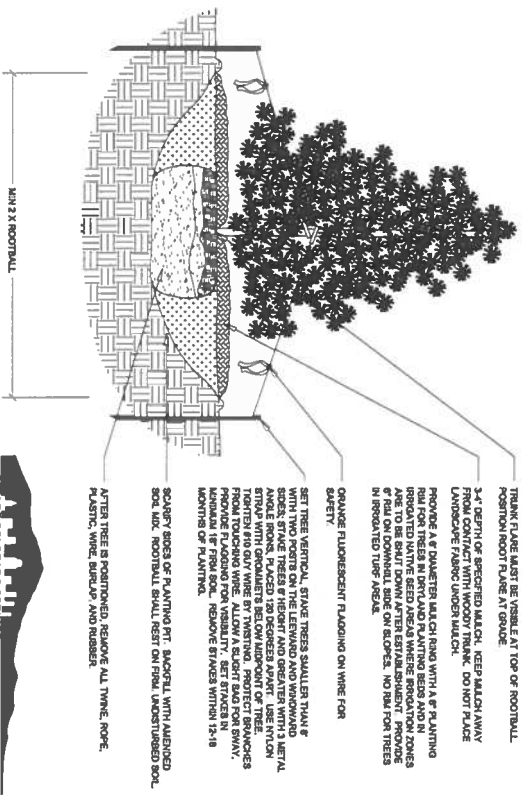 TRUNK FLARE MUST BE VISIBLE AT TOP OF ROOTBALL.
POSITION ROOT FLARE AT GRADE.
3-4" DEPTH OF SPECIFIED MULCH. KEEP MULCH AWAY
FROM CONTACT WITH WOODY TRUNK. DO NOT PLACE
LANDSCAPE FABRIC UNDER MULCH.
PROVIDE A 6' DIAMETER MULCH RING WITH A 6" PLANTING
RIM FOR TREES IN DRYLAND PLANTING BEDS AND IN
IRRIGATED NATIVE SEED AREAS WHERE IRRIGATION ZONES
ARE TO BE SHUT DOWN AFTER ESTABLISHMENT. PROVIDE
6" RIM ON DOWNHILL SIDE ON SLOPES. NO RIM FOR TREES
IN IRRIGATED TURF AREAS.
ORANGE FLUORESCENT FLAGGING ON WIRE FOR
SAFETY.
SET TREE VERTICAL. STAKE TREES SMALLER THAN 8'
WITH TWO POSTS ON THE LEEWARD AND WINDWARD
SIDES; STAKE TREES 8' HEIGHT AND GREATER WITH 3 METAL
ANGLE IRONS, PLACED 120 DEGREES APART. USE NYLON
STRAP WITH GROMMETS BELOW MIDPOINT OF TREE.
TIGHTEN #10 GUY WIRE BY TWISTING. PROTECT BRANCHES
FROM TOUCHING WIRE. ALLOW A SLIGHT SAG FOR SWAY.
PROVIDE FLAGGING FOR VISIBILITY. SET STAKES IN
MINIMUM 18" FIRM SOIL. REMOVE STAKES WITHIN 12-18
MONTHS OF PLANTING.
SCARIFY SIDES OF PLANTING PIT. BACKFILL WITH AMENDED
SOIL MIX. ROOTBALL SHALL REST ON FIRM, UNDISTURBED SOIL.
AFTER TREE IS POSITIONED, REMOVE ALL TWINE, ROPE,
PLASTIC, WIRE, BURLAP, AND RUBBER.
MIN 2 X ROOTBALL